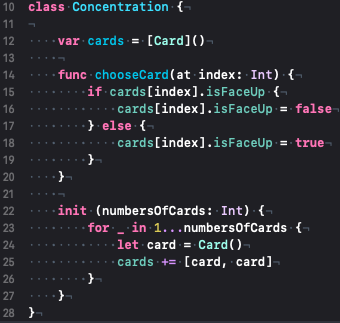 10 class Concentration {¬
11 ¬
12 ····var cards = [Card]()¬
13 ····¬
14 ····func chooseCard(at index: Int) {¬
15 ········if cards[index].isFaceUp {¬
16 ············cards[index].isFaceUp = false¬
17 ········} else {¬
18 ············cards[index].isFaceUp = true¬
19 ········}¬
20 ····}¬
21 ····¬
22 ····init (numbersOfCards: Int) {¬
23 ········for _ in 1...numbersOfCards {¬
24 ············let card = Card()¬
25 ············cards += [card, card]¬
26 ········}¬
27 ····}¬
28 }¬